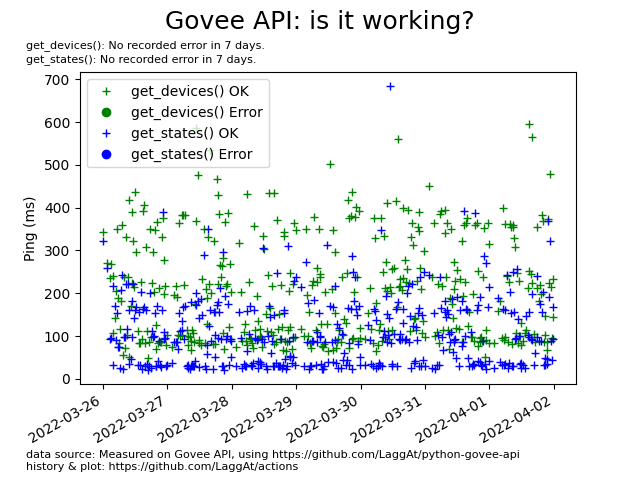 Govee API: is it working?
get_devices(): No recorded error in 7 days.
get_states(): No recorded error in 7 days.
700
600
500
400
300
200
100
0
Ping (ms)
get_devices() OK
get_devices() Error
get_states() OK
get_states() Error
2022-03-26
2022-03-27
2022-03-28
2022-03-29
2022-03-30
2022-03-31
2022-04-01
2022-04-02
data source: Measured on Govee API, using https://github.com/LaggAt/python-govee-api
history & plot: https://github.com/LaggAt/actions